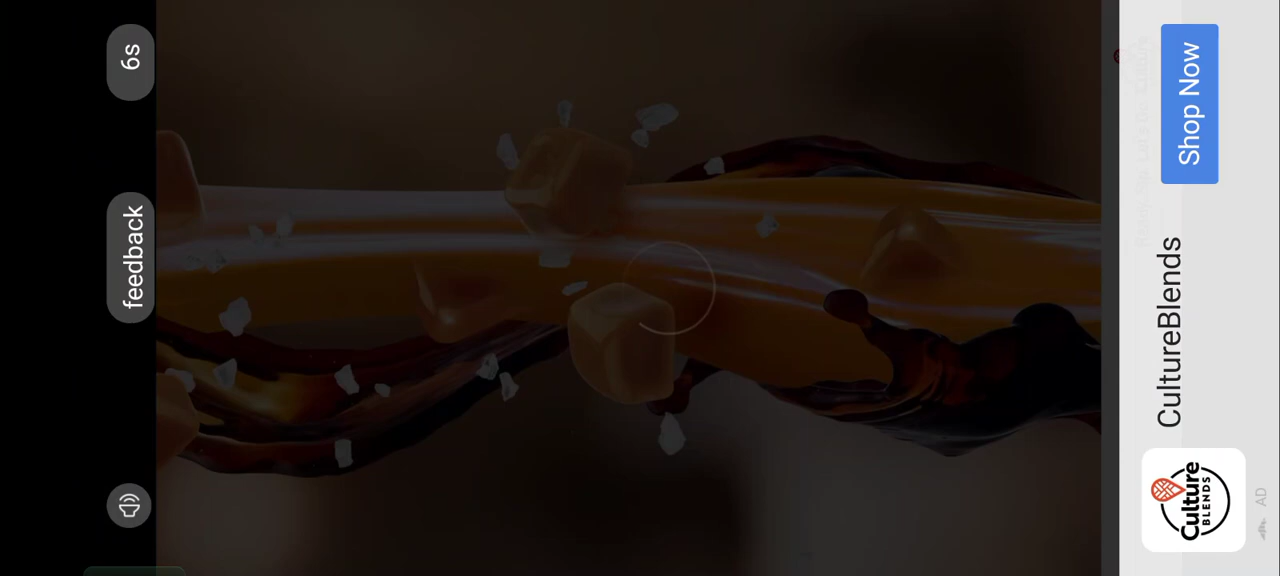 6s
feedback
Shop Now
CultureBlends
Culture
BLENDS
AD